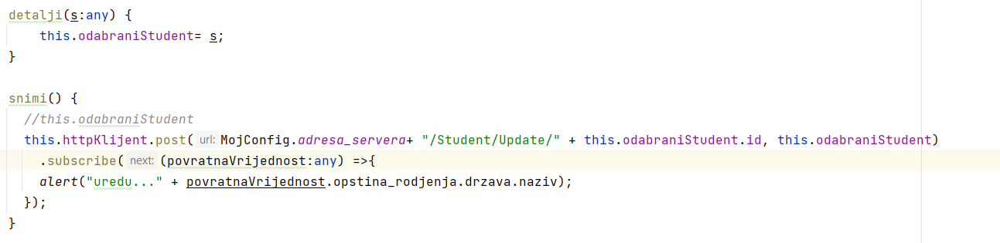 detalji(s:any) {
    this.odabraniStudent= s;
}

snimi() {
  //this.odabraniStudent
  this.httpKlijent.post( url: MojConfig.adresa_servera+ "/Student/Update/" + this.odabraniStudent.id, this.odabraniStudent)
    .subscribe( next: (povratnaVrijednost:any) =>{
    alert("uredu..." + povratnaVrijednost.opstina_rodjenja.drzava.naziv);
  });
}